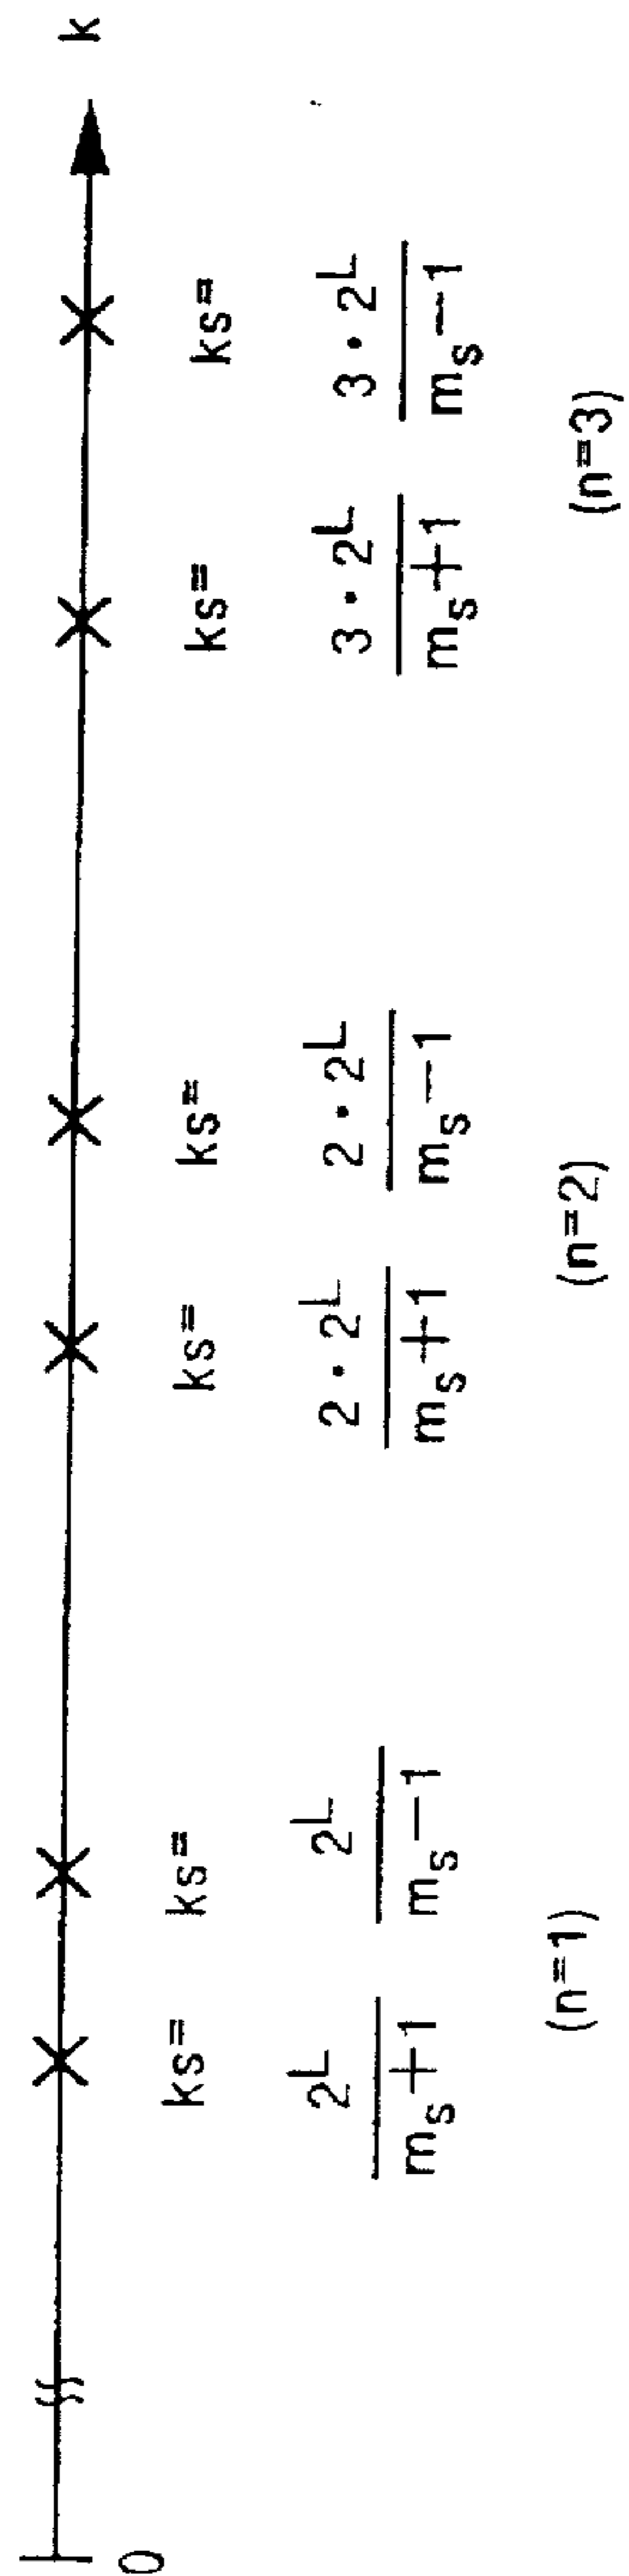 0 k
ks= ks= ks= ks= ks= ks=
2^L 2^L 2・2^L 2・2^L 3・2^L 3・2^L
m_s+1 m_s−1 m_s+1 m_s−1 m_s+1 m_s−1
(n=1) (n=2) (n=3)